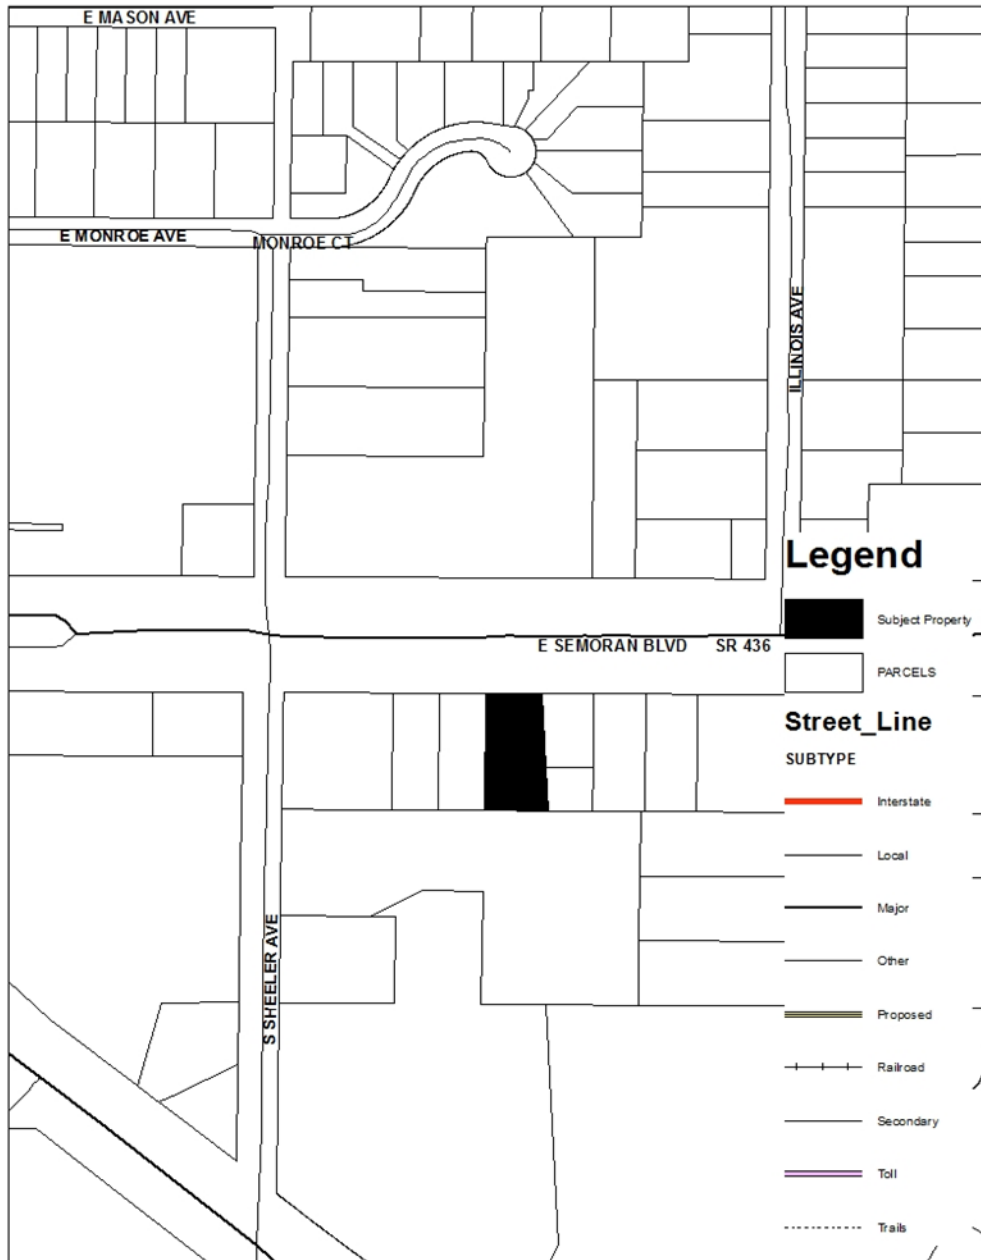 E MASON AVE
E MONROE AVE
MONROE CT
ILLINOIS AVE
E SEMORAN BLVD SR 436
S SHEELER AVE
Legend
Subject Property
PARCELS
Street_Line
SUBTYPE
Interstate
Local
Major
Other
Proposed
Railroad
Secondary
Toll
Trails